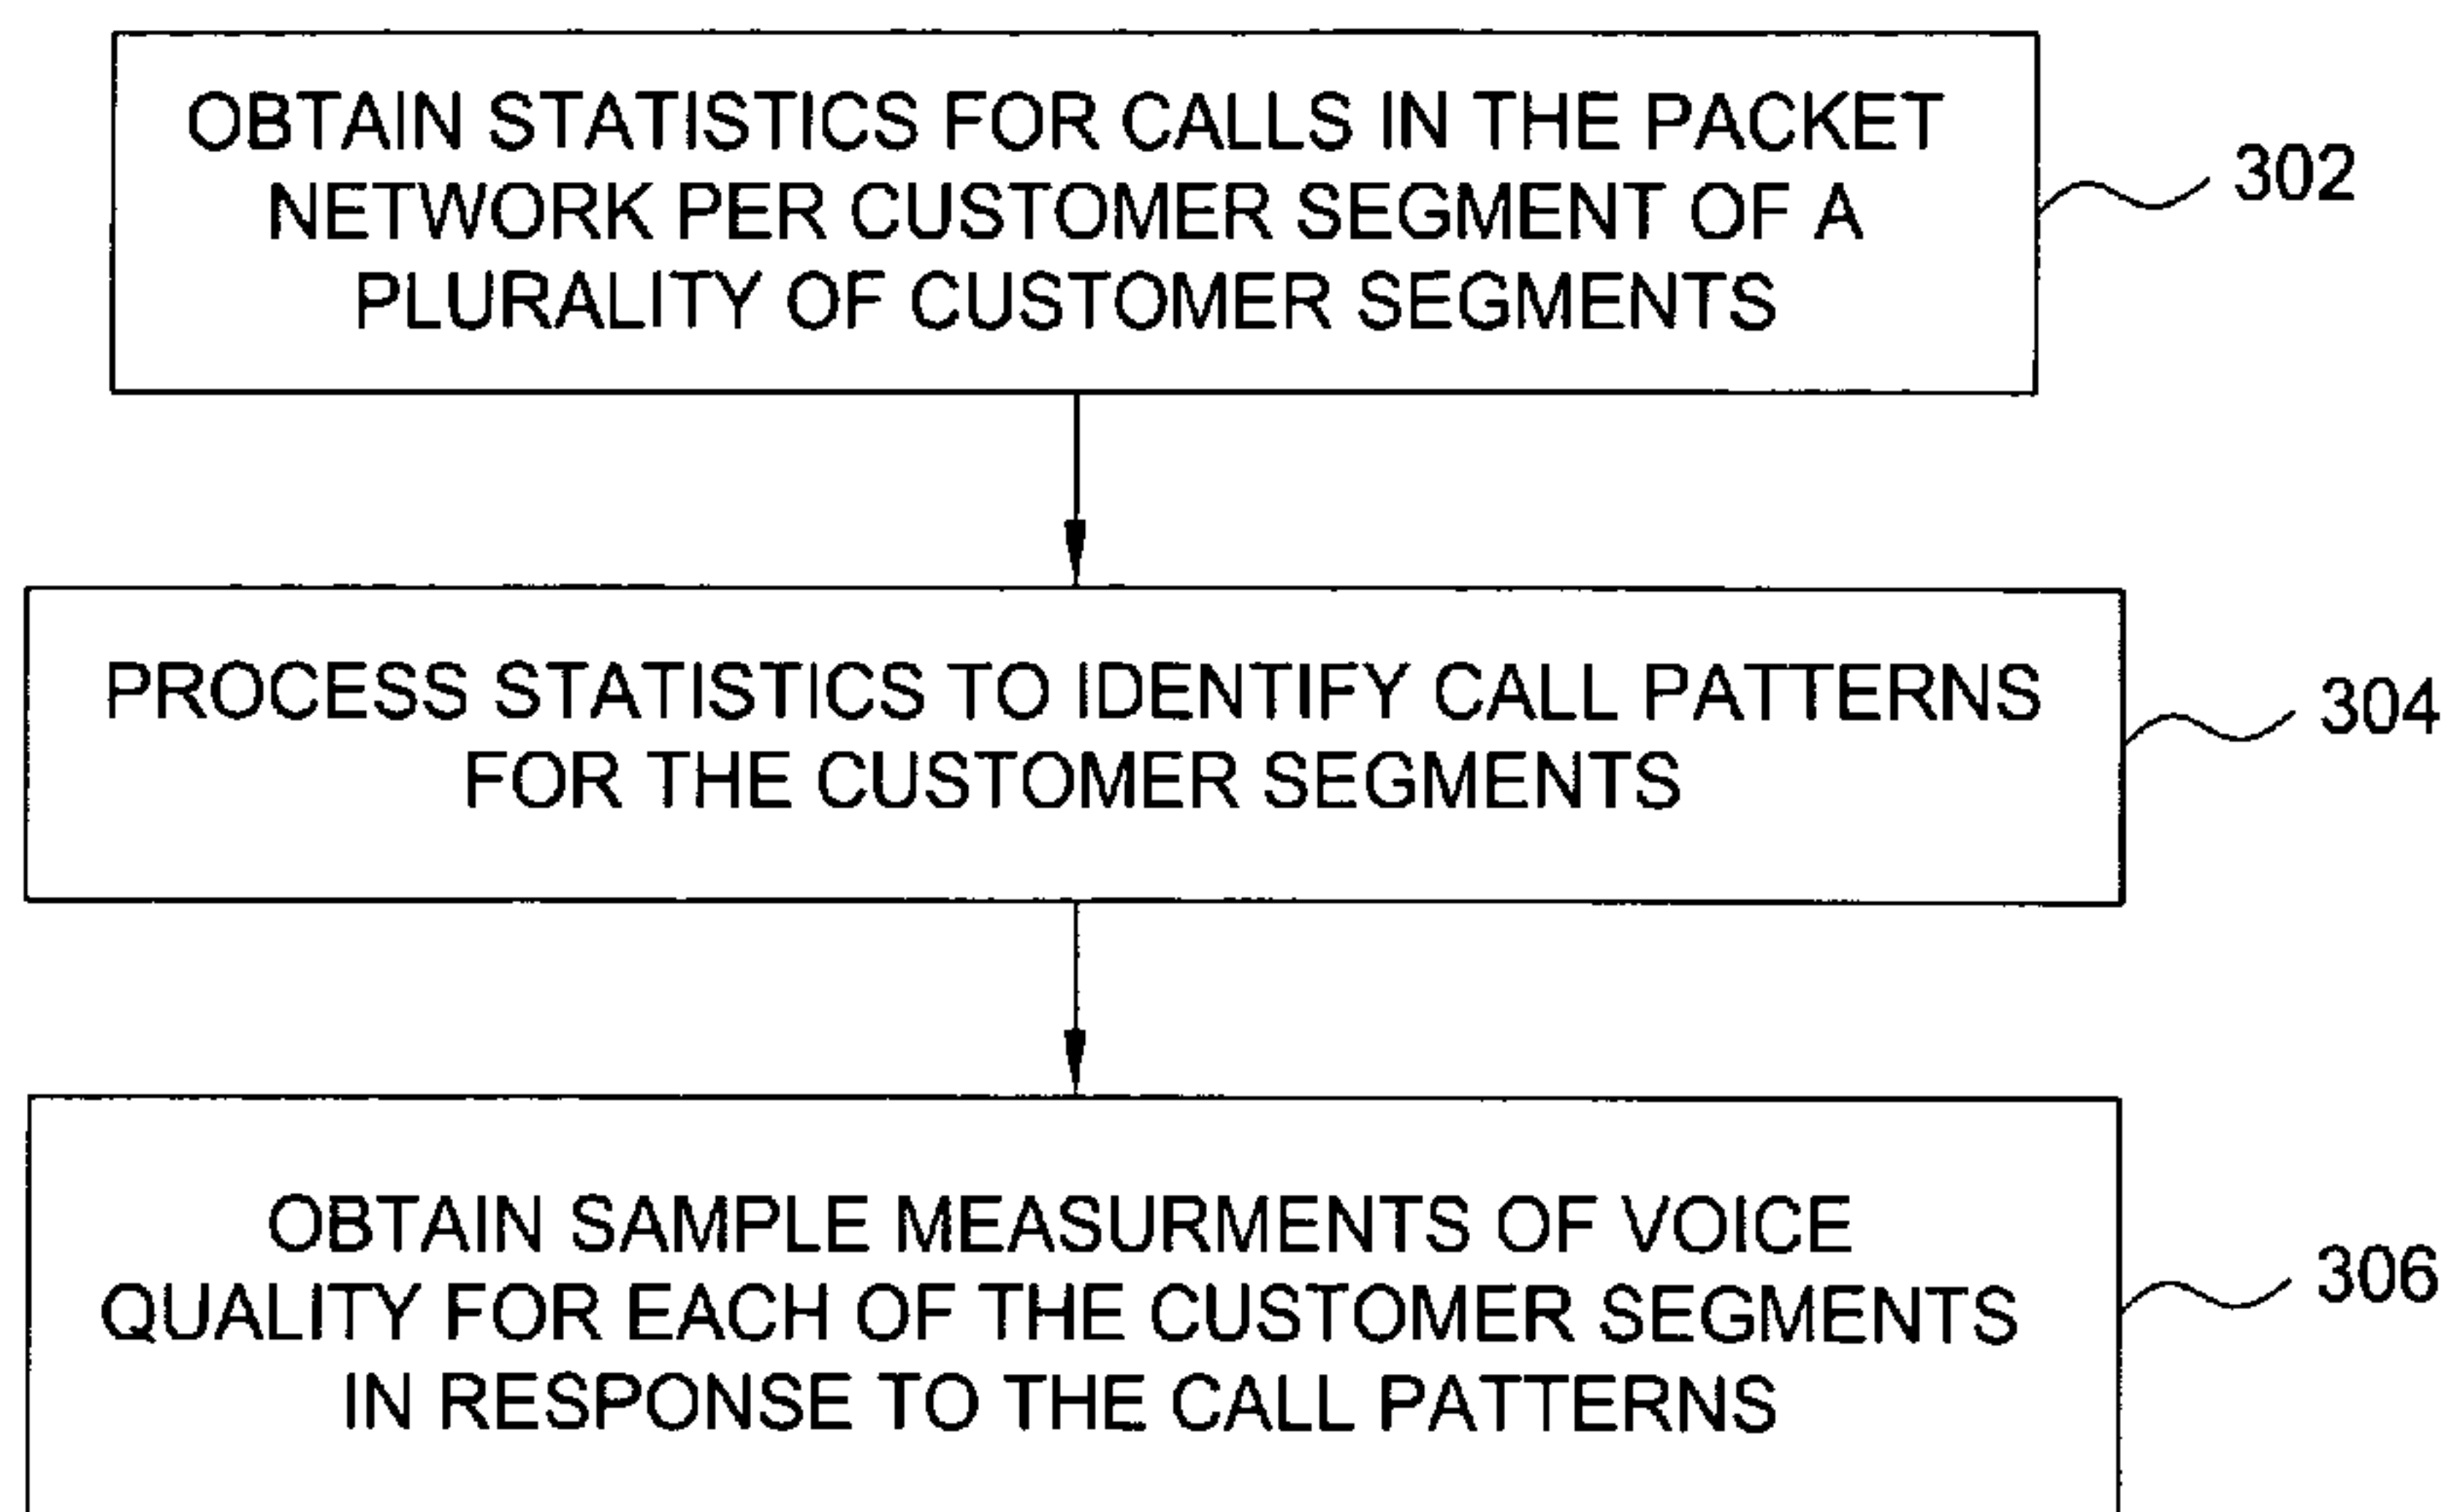 OBTAIN STATISTICS FOR CALLS IN THE PACKET
NETWORK PER CUSTOMER SEGMENT OF A
PLURALITY OF CUSTOMER SEGMENTS
302
PROCESS STATISTICS TO IDENTIFY CALL PATTERNS
FOR THE CUSTOMER SEGMENTS
304
OBTAIN SAMPLE MEASURMENTS OF VOICE
QUALITY FOR EACH OF THE CUSTOMER SEGMENTS
IN RESPONSE TO THE CALL PATTERNS
306